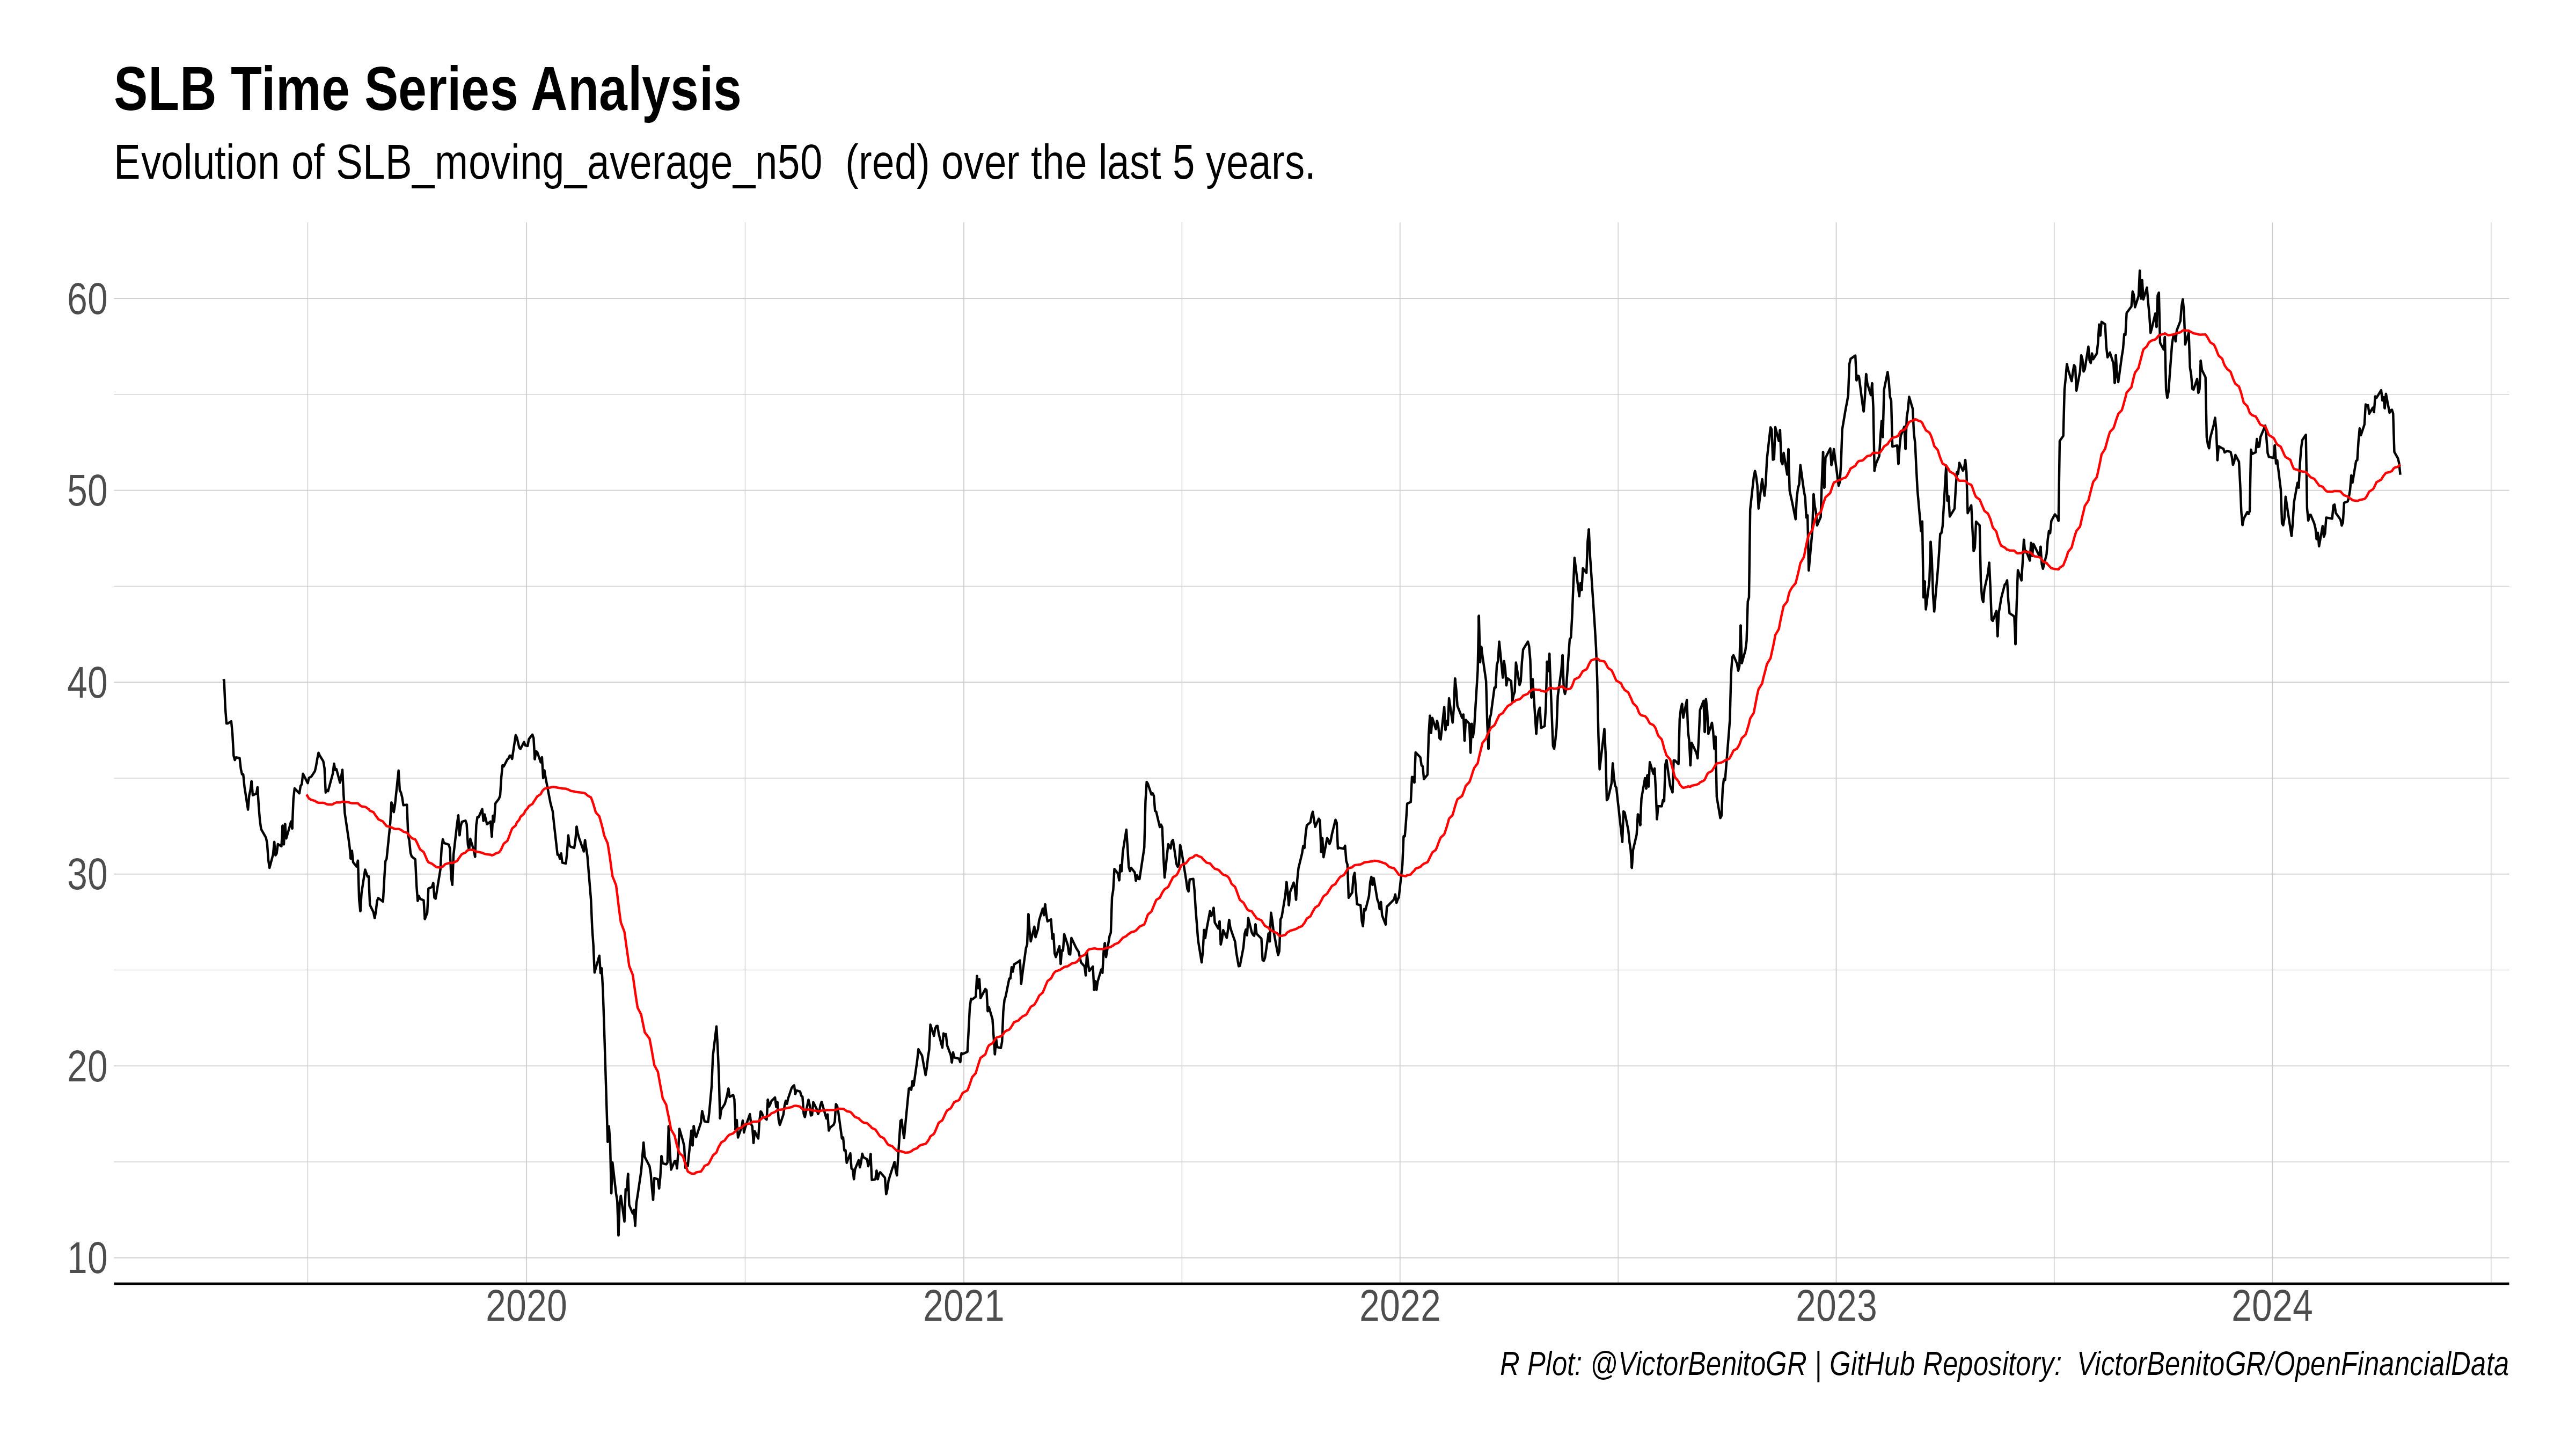 SLB Time Series Analysis
Evolution of SLB_moving_average_n50  (red) over the last 5 years.
60
50
40
30
20
10
2020 2021 2022 2023 2024
R Plot: @VictorBenitoGR | GitHub Repository:  VictorBenitoGR/OpenFinancialData